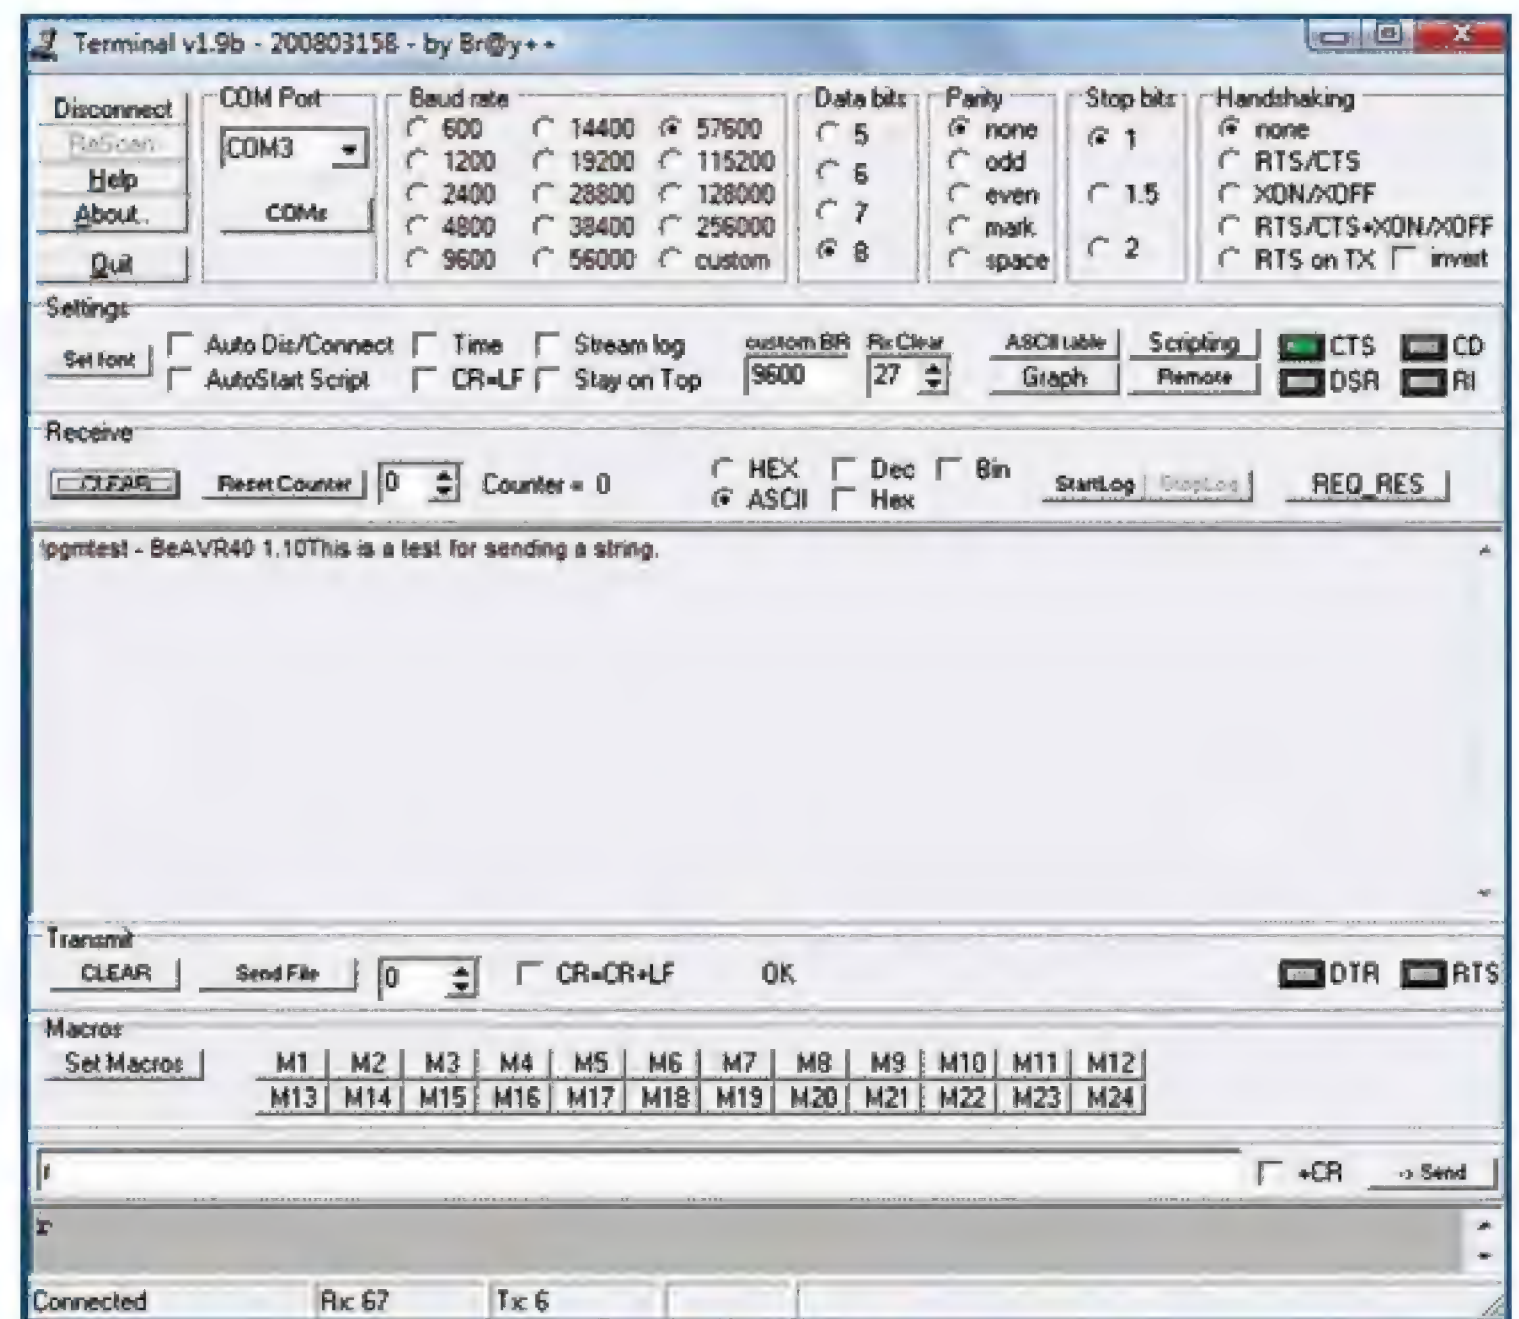 Terminal v1.9b - 200803158 - by Br@y++
Disconnect
ReScan
Help
About..
Quit
COM Port
COM3
COMs
Baud rate
600 14400 57600
1200 19200 115200
2400 28800 128000
4800 38400 256000
9600 56000 custom
Data bits
5
6
7
8
Parity
none
odd
even
mark
space
Stop bits
1
1.5
2
Handshaking
none
RTS/CTS
XON/XOFF
RTS/CTS+XON/XOFF
RTS on TX invert
Settings
Set font
Auto Dis/Connect Time Stream log
AutoStart Script CR=LF Stay on Top
custom BR Rx Clear
9600 27
ASCII table Scripting
Graph Remote
CTS CD
DSR RI
Receive
CLEAR Reset Counter 0 Counter = 0
HEX Dec Bin
ASCII Hex
StartLog StopLog REQ_RES
pgmtest - BeAVR40 1.10This is a test for sending a string.
Transmit
CLEAR Send File 0 CR=CR+LF OK DTR RTS
Macros
Set Macros M1 M2 M3 M4 M5 M6 M7 M8 M9 M10 M11 M12
M13 M14 M15 M16 M17 M18 M19 M20 M21 M22 M23 M24
r +CR -> Send
Connected Rx: 67 Tx: 6